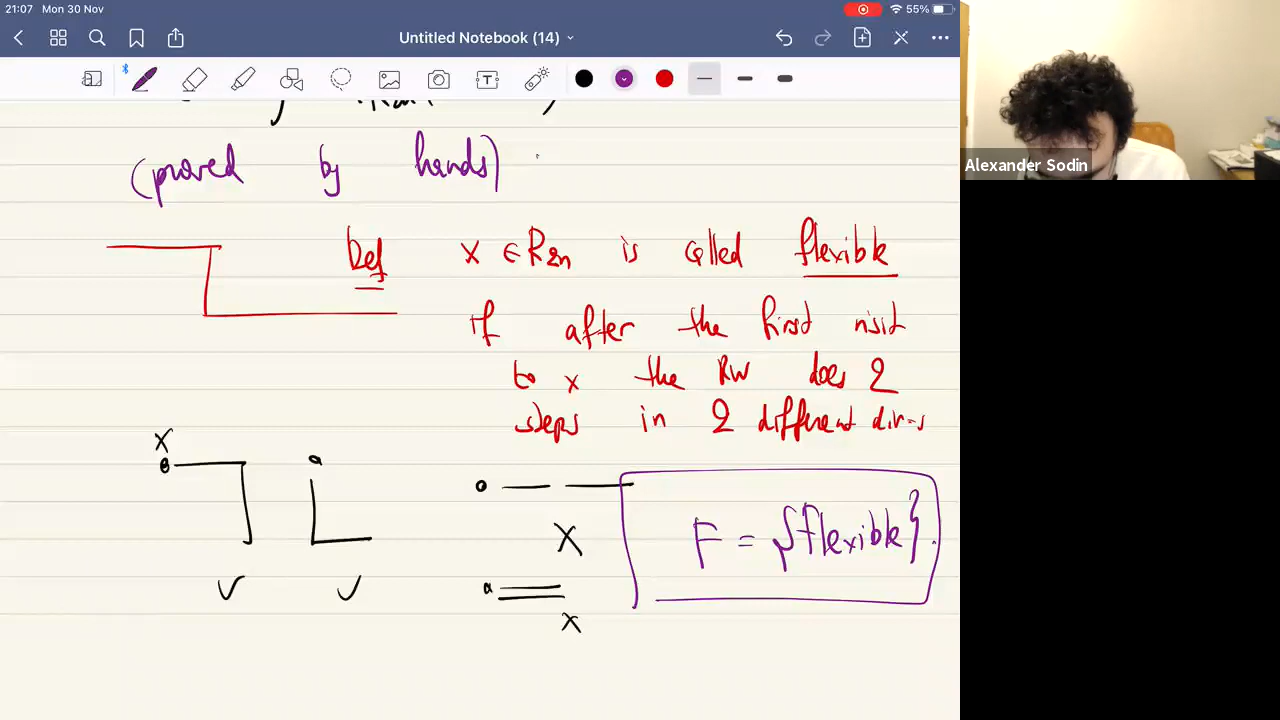 21:07 Mon 30 Nov
55%
Untitled Notebook (14)
Alexander Sodin
(proved by hands)
Def x ∈ R2n is called flexible
if after the first visit
to x the RW does 2
steps in 2 different dir-s
x
F = {flexible}.
✓ ✓ X
X